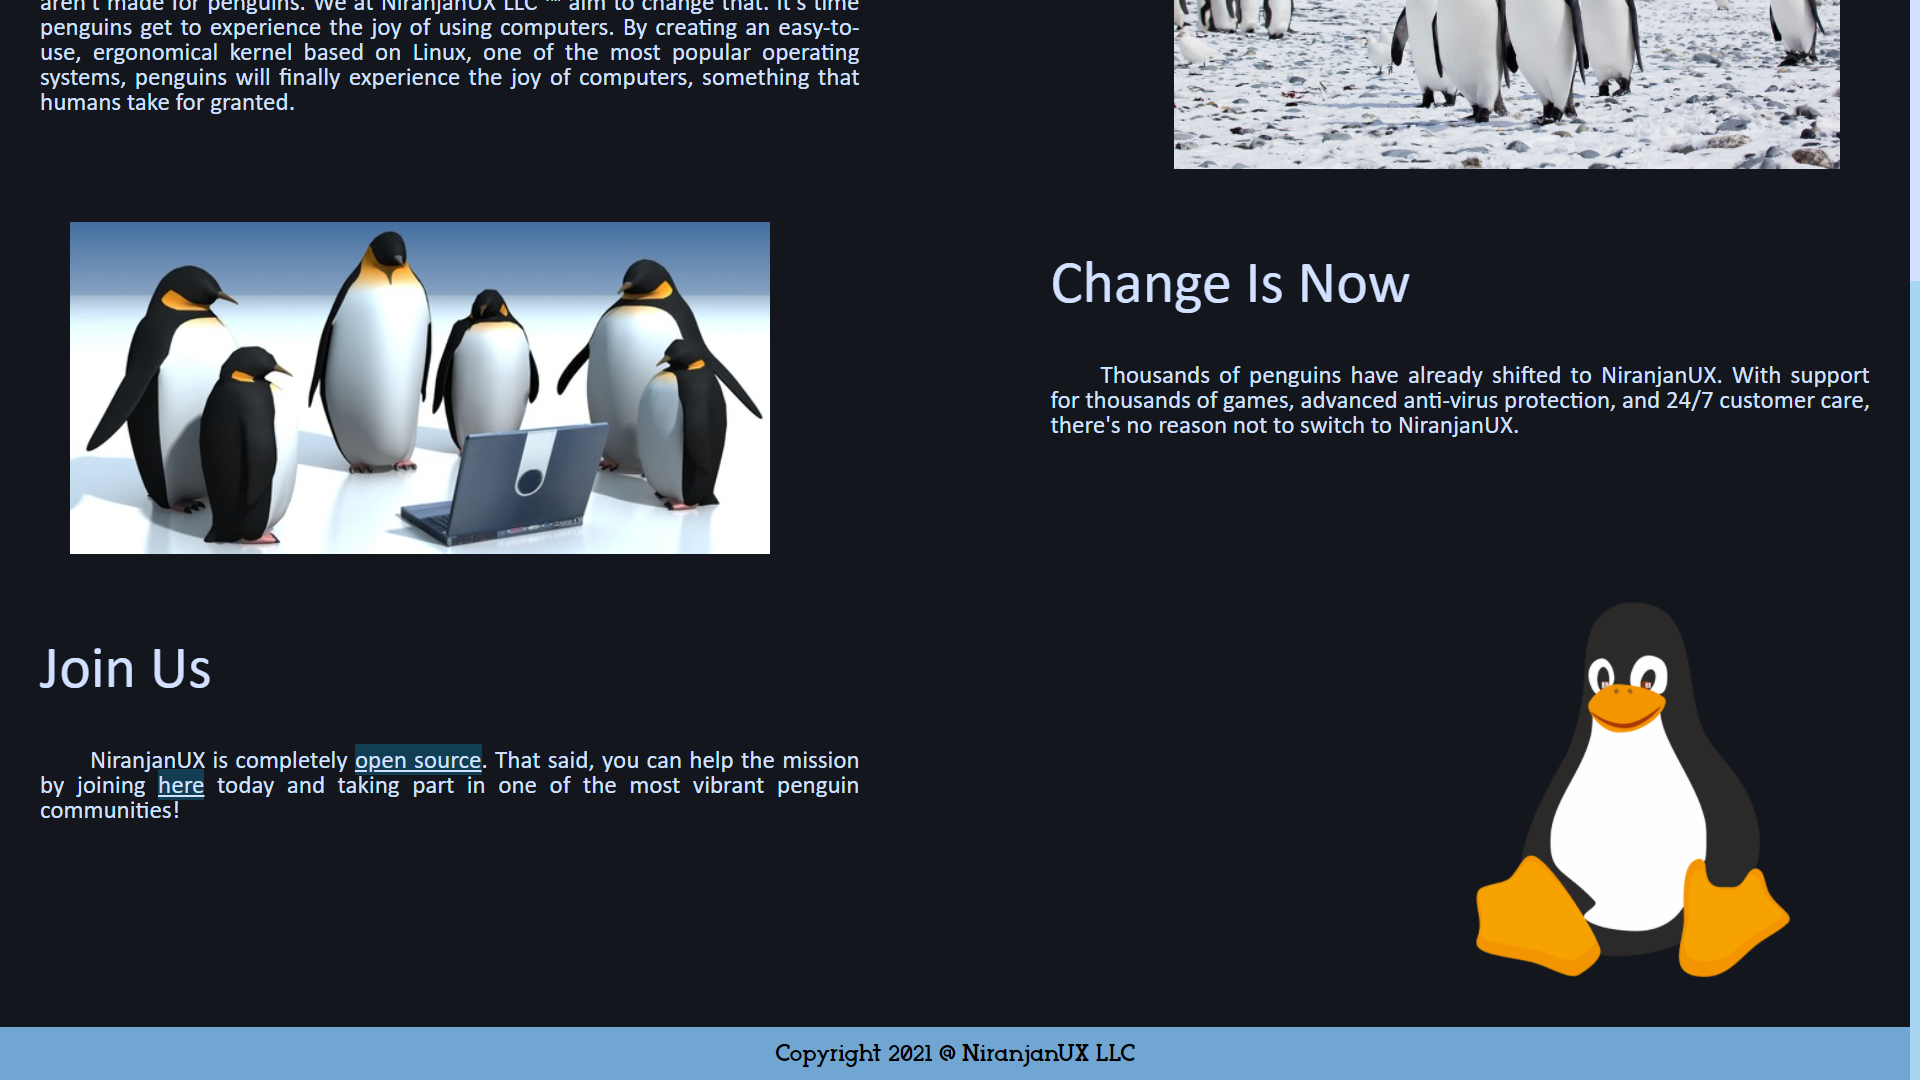 aren't made for penguins. We at NiranjanUX LLC ™ aim to change that. It's time
penguins get to experience the joy of using computers. By creating an easy-to-
use, ergonomical kernel based on Linux, one of the most popular operating
systems, penguins will finally experience the joy of computers, something that
humans take for granted.
Change Is Now
Thousands of penguins have already shifted to NiranjanUX. With support
for thousands of games, advanced anti-virus protection, and 24/7 customer care,
there's no reason not to switch to NiranjanUX.
Join Us
NiranjanUX is completely open source. That said, you can help the mission
by joining here today and taking part in one of the most vibrant penguin
communities!
Copyright 2021 @ NiranjanUX LLC